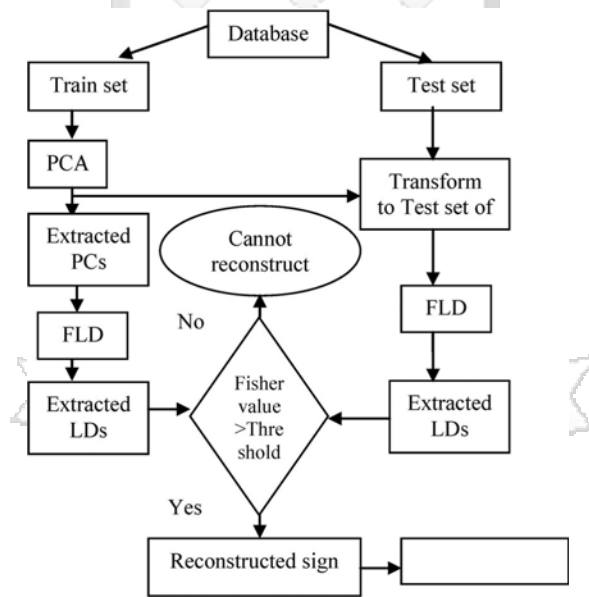 Database
Train set
Test set
PCA
Transform
to Test set of
Extracted
PCs
Cannot
reconstruct
FLD
FLD
No
Extracted
LDs
Fisher
value
>Thre
shold
Extracted
LDs
Yes
Reconstructed sign